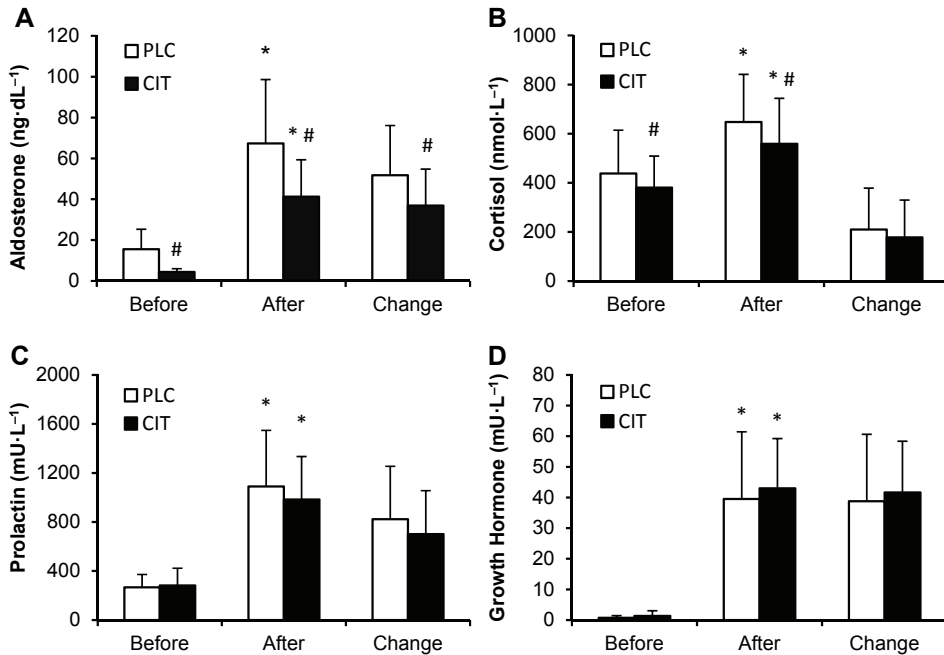 A
Aldosterone (ng·dL⁻¹)
120
100
80
60
40
20
0
PLC
CIT
*
* #
#
#
Before After Change
B
Cortisol (nmol·L⁻¹)
1000
800
600
400
200
0
PLC
CIT
*
* #
#
Before After Change
C
Prolactin (mU·L⁻¹)
2000
1600
1200
800
400
0
PLC
CIT
*
*
Before After Change
D
Growth Hormone (mU·L⁻¹)
80
70
60
50
40
30
20
10
0
PLC
CIT
*
*
Before After Change